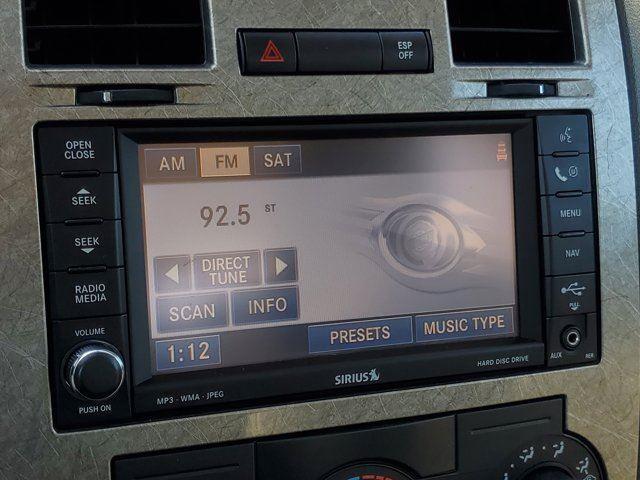 ESP
OFF
OPEN
CLOSE
SEEK
SEEK
RADIO
MEDIA
VOLUME
PUSH ON
AM FM SAT
92.5 ST
DIRECT
TUNE
SCAN INFO
1:12 PRESETS MUSIC TYPE
MENU
NAV
PULL
AUX
MP3 - WMA - JPEG
SIRIUS
HARD DISC DRIVE